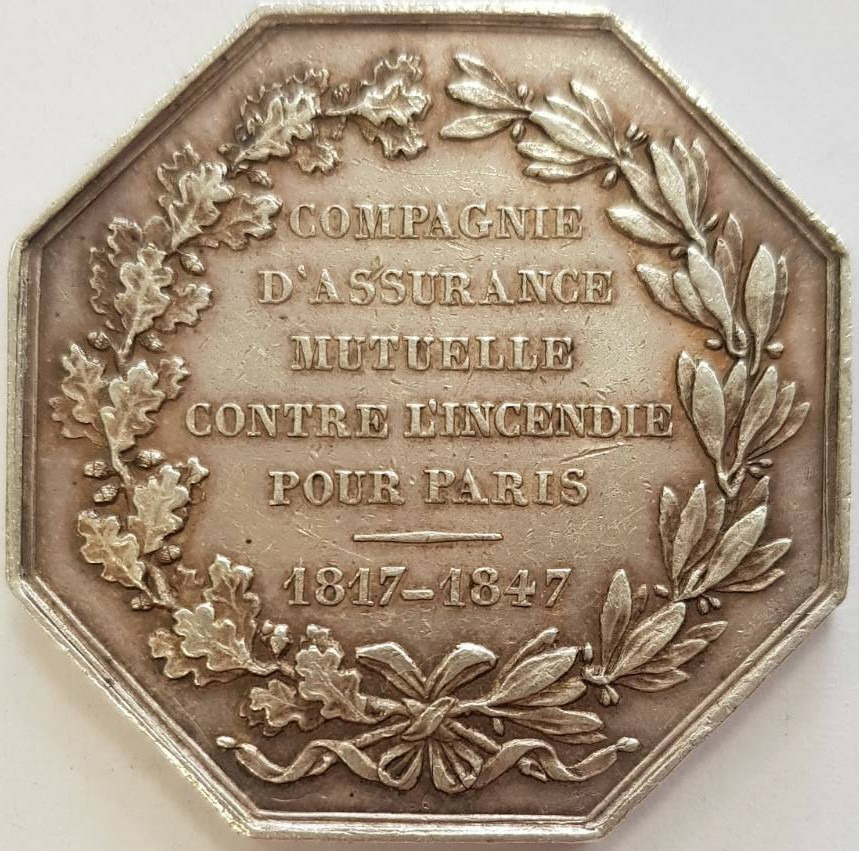 COMPAGNIE
D'ASSURANCE
MUTUELLE
CONTRE L'INCENDIE
POUR PARIS
1817-1847